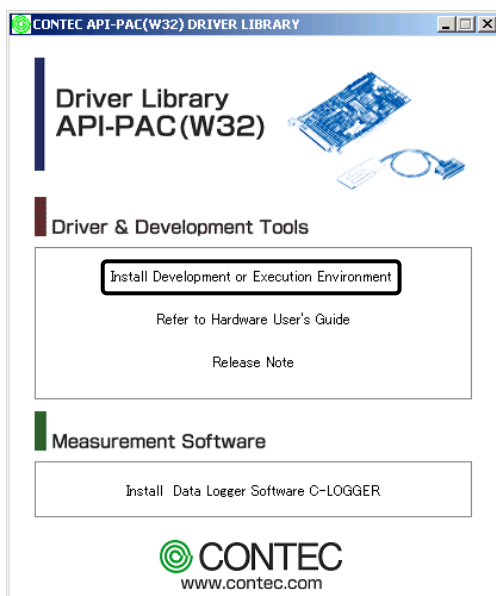 CONTEC API-PAC(W32) DRIVER LIBRARY
Driver Library
API-PAC(W32)
Driver & Development Tools
Install Development or Execution Environment
Refer to Hardware User's Guide
Release Note
Measurement Software
Install Data Logger Software C-LOGGER
CONTEC
www.contec.com